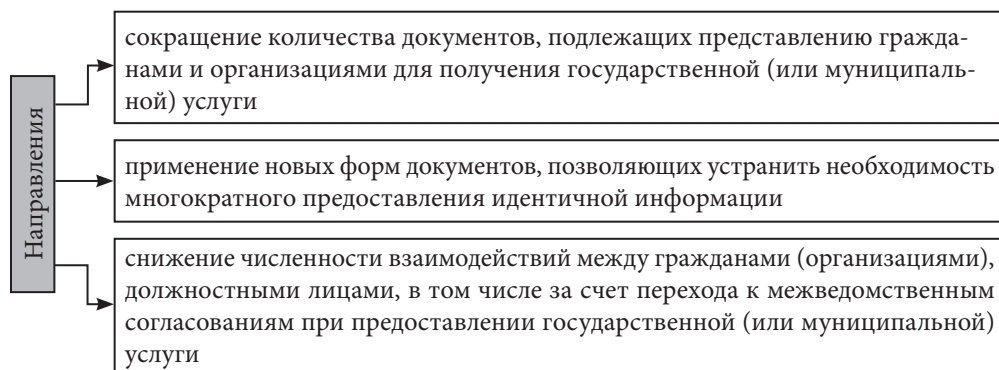 Направления
сокращение количества документов, подлежащих представлению гражда-
нами и организациями для получения государственной (или муниципаль-
ной) услуги
применение новых форм документов, позволяющих устранить необходимость
многократного предоставления идентичной информации
снижение численности взаимодействий между гражданами (организациями),
должностными лицами, в том числе за счет перехода к межведомственным
согласованиям при предоставлении государственной (или муниципальной)
услуги